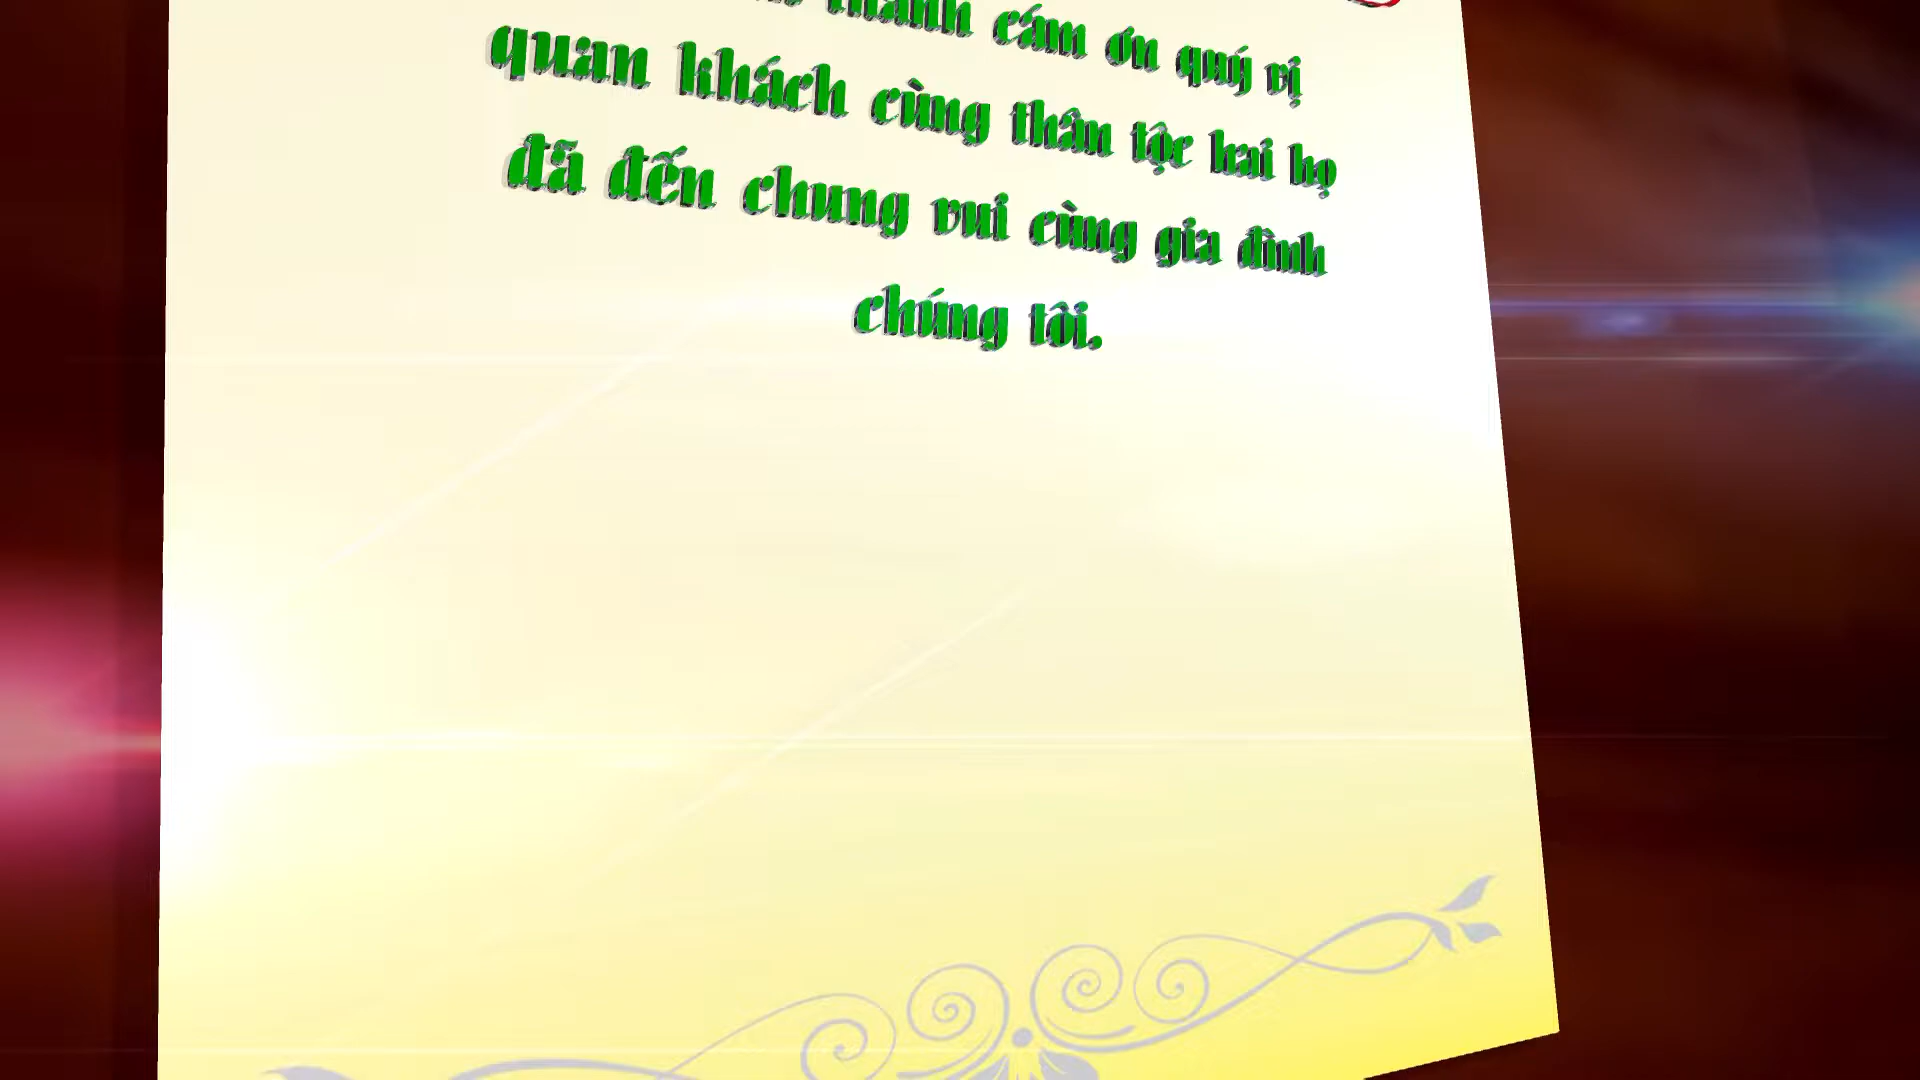 thành cám ơn quý vị
quan khách cùng thân tộc hai họ
đã đến chung vui cùng gia đình
chúng tôi.